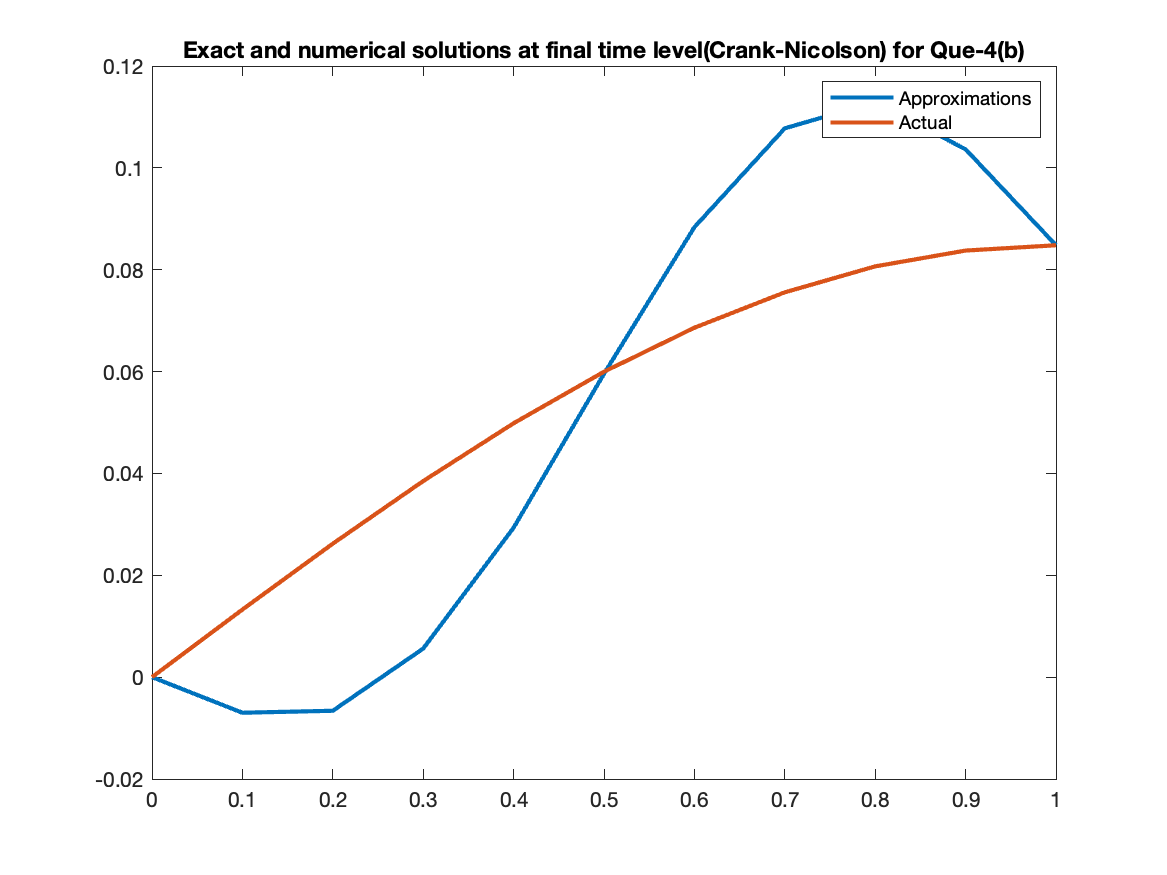 Exact and numerical solutions at final time level(Crank-Nicolson) for Que-4(b)
0.12
0.1
0.08
0.06
0.04
0.02
0
-0.02
Approximations
Actual
0 0.1 0.2 0.3 0.4 0.5 0.6 0.7 0.8 0.9 1